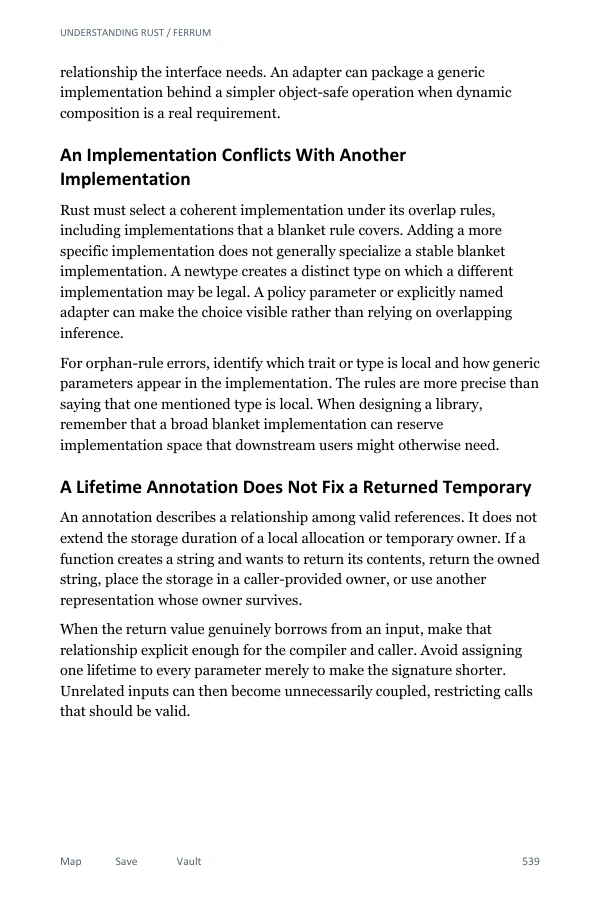 UNDERSTANDING RUST / FERRUM
relationship the interface needs. An adapter can package a generic
implementation behind a simpler object-safe operation when dynamic
composition is a real requirement.
An Implementation Conflicts With Another
Implementation
Rust must select a coherent implementation under its overlap rules,
including implementations that a blanket rule covers. Adding a more
specific implementation does not generally specialize a stable blanket
implementation. A newtype creates a distinct type on which a different
implementation may be legal. A policy parameter or explicitly named
adapter can make the choice visible rather than relying on overlapping
inference.
For orphan-rule errors, identify which trait or type is local and how generic
parameters appear in the implementation. The rules are more precise than
saying that one mentioned type is local. When designing a library,
remember that a broad blanket implementation can reserve
implementation space that downstream users might otherwise need.
A Lifetime Annotation Does Not Fix a Returned Temporary
An annotation describes a relationship among valid references. It does not
extend the storage duration of a local allocation or temporary owner. If a
function creates a string and wants to return its contents, return the owned
string, place the storage in a caller-provided owner, or use another
representation whose owner survives.
When the return value genuinely borrows from an input, make that
relationship explicit enough for the compiler and caller. Avoid assigning
one lifetime to every parameter merely to make the signature shorter.
Unrelated inputs can then become unnecessarily coupled, restricting calls
that should be valid.
Map Save Vault 539